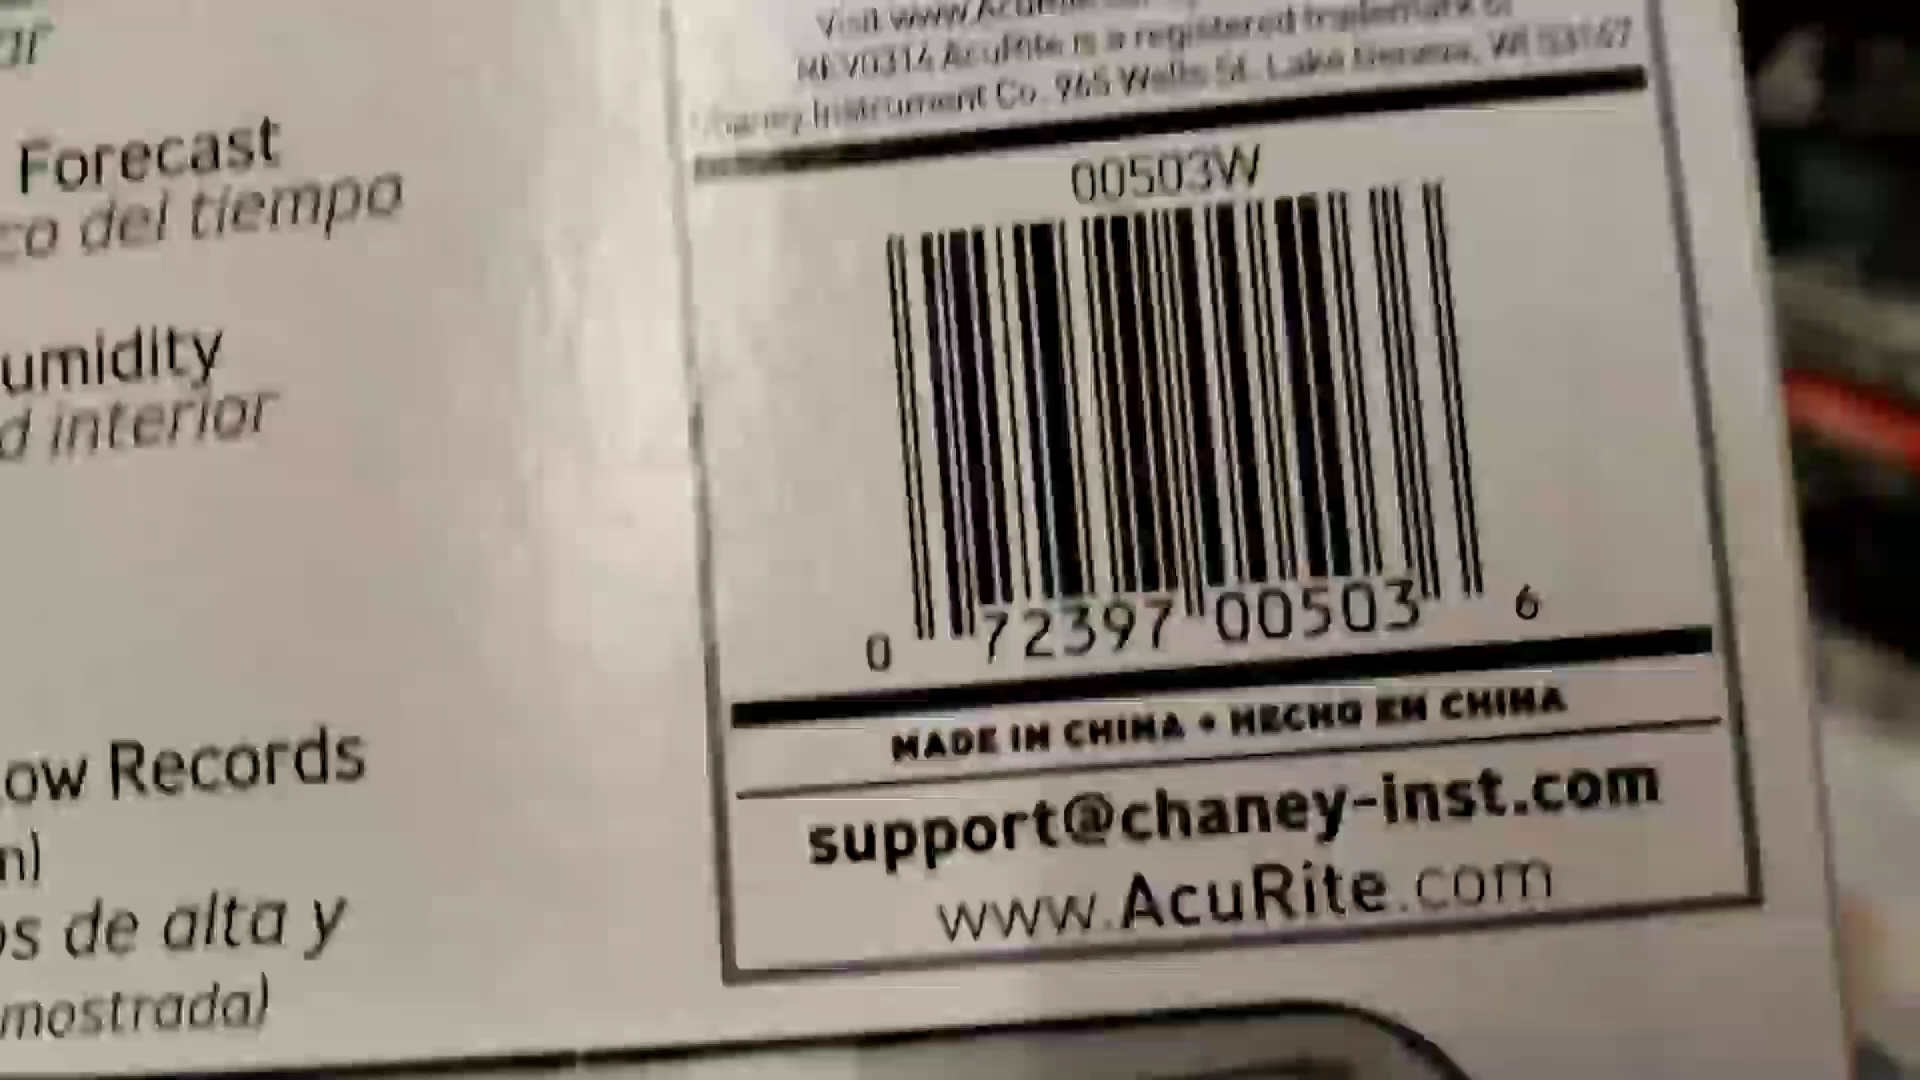 ar
Forecast
co del tiempo
umidity
d interior
ow Records
n)
os de alta y
mostrada)
Visit www.AcuRite
REV0314 AcuRite is a registered trademark of
Chaney Instrument Co. 965 Wells St. Lake Geneva, WI 53147
00503W
0 72397 00503 6
MADE IN CHINA • HECHO EN CHINA
support@chaney-inst.com
www.AcuRite.com